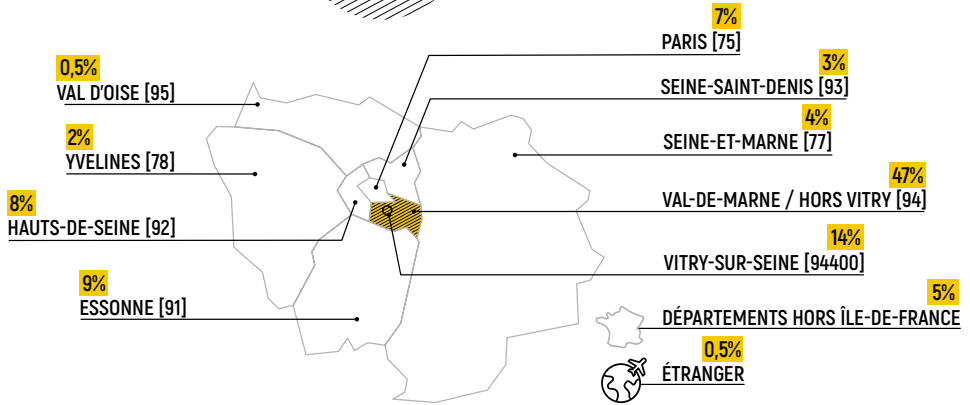 0,5%
VAL D'OISE [95]
2%
YVELINES [78]
8%
HAUTS-DE-SEINE [92]
9%
ESSONNE [91]
7%
PARIS [75]
3%
SEINE-SAINT-DENIS [93]
4%
SEINE-ET-MARNE [77]
47%
VAL-DE-MARNE / HORS VITRY [94]
14%
VITRY-SUR-SEINE [94400]
5%
DÉPARTEMENTS HORS ÎLE-DE-FRANCE
0,5%
ÉTRANGER